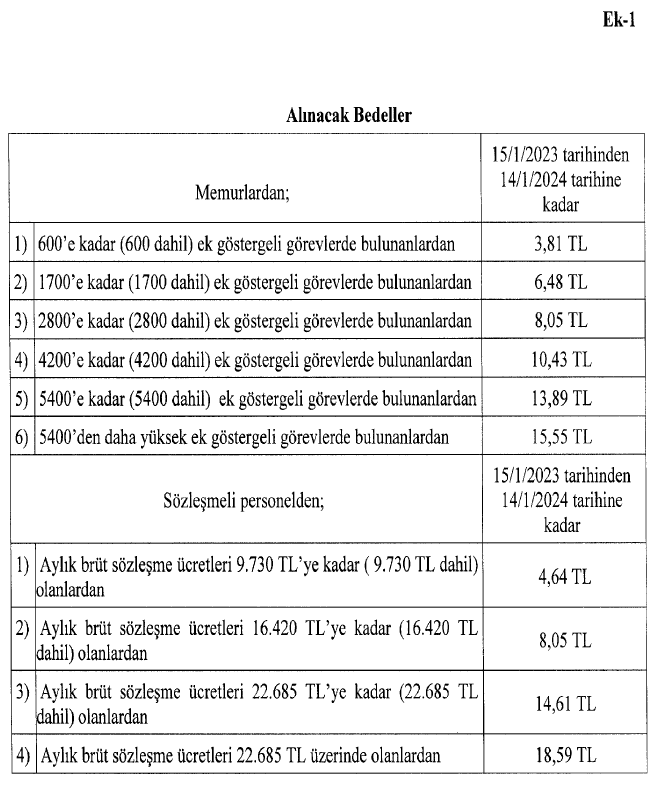 Ek-1
Alınacak Bedeller
Memurlardan;
15/1/2023 tarihinden
14/1/2024 tarihine
kadar
1) 600’e kadar (600 dahil) ek göstergeli görevlerde bulunanlardan 3,81 TL
2) 1700’e kadar (1700 dahil) ek göstergeli görevlerde bulunanlardan 6,48 TL
3) 2800’e kadar (2800 dahil) ek göstergeli görevlerde bulunanlardan 8,05 TL
4) 4200’e kadar (4200 dahil) ek göstergeli görevlerde bulunanlardan 10,43 TL
5) 5400’e kadar (5400 dahil) ek göstergeli görevlerde bulunanlardan 13,89 TL
6) 5400’den daha yüksek ek göstergeli görevlerde bulunanlardan 15,55 TL
Sözleşmeli personelden;
15/1/2023 tarihinden
14/1/2024 tarihine
kadar
1) Aylık brüt sözleşme ücretleri 9.730 TL’ye kadar ( 9.730 TL dahil)
olanlardan
4,64 TL
2) Aylık brüt sözleşme ücretleri 16.420 TL’ye kadar (16.420 TL
dahil) olanlardan
8,05 TL
3) Aylık brüt sözleşme ücretleri 22.685 TL’ye kadar (22.685 TL
dahil) olanlardan
14,61 TL
4) Aylık brüt sözleşme ücretleri 22.685 TL üzerinde olanlardan 18,59 TL